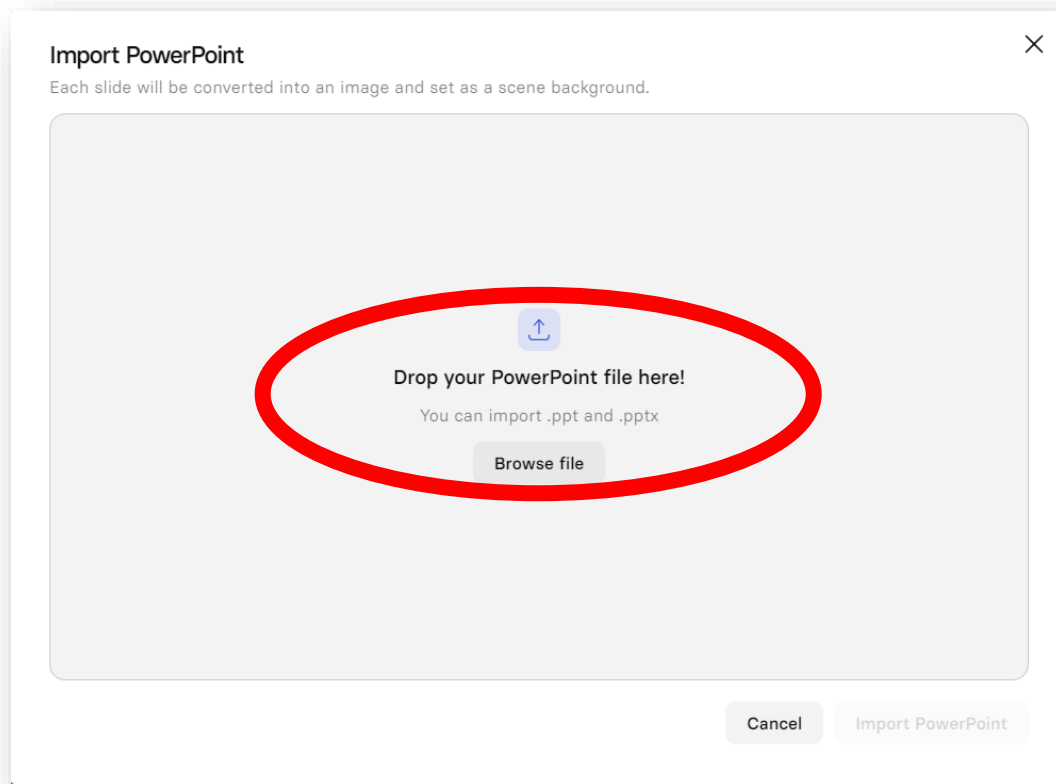 Import PowerPoint
Each slide will be converted into an image and set as a scene background.
Drop your PowerPoint file here!
You can import .ppt and .pptx
Browse file
Cancel
Import PowerPoint